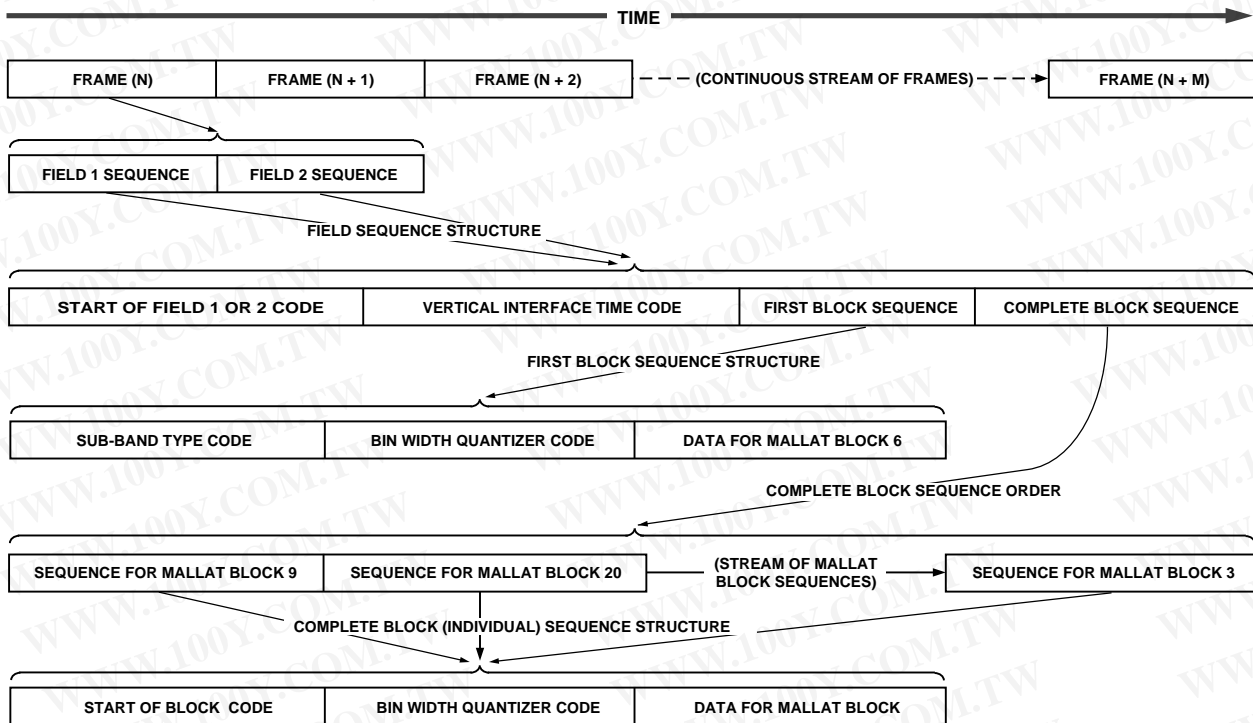 TIME
FRAME (N) FRAME (N + 1) FRAME (N + 2) (CONTINUOUS STREAM OF FRAMES) FRAME (N + M)
FIELD 1 SEQUENCE FIELD 2 SEQUENCE
FIELD SEQUENCE STRUCTURE
START OF FIELD 1 OR 2 CODE VERTICAL INTERFACE TIME CODE FIRST BLOCK SEQUENCE COMPLETE BLOCK SEQUENCE
FIRST BLOCK SEQUENCE STRUCTURE
SUB-BAND TYPE CODE BIN WIDTH QUANTIZER CODE DATA FOR MALLAT BLOCK 6
COMPLETE BLOCK SEQUENCE ORDER
SEQUENCE FOR MALLAT BLOCK 9 SEQUENCE FOR MALLAT BLOCK 20 (STREAM OF MALLAT
BLOCK SEQUENCES) SEQUENCE FOR MALLAT BLOCK 3
COMPLETE BLOCK (INDIVIDUAL) SEQUENCE STRUCTURE
START OF BLOCK CODE BIN WIDTH QUANTIZER CODE DATA FOR MALLAT BLOCK
WWW.100Y.COM.TW